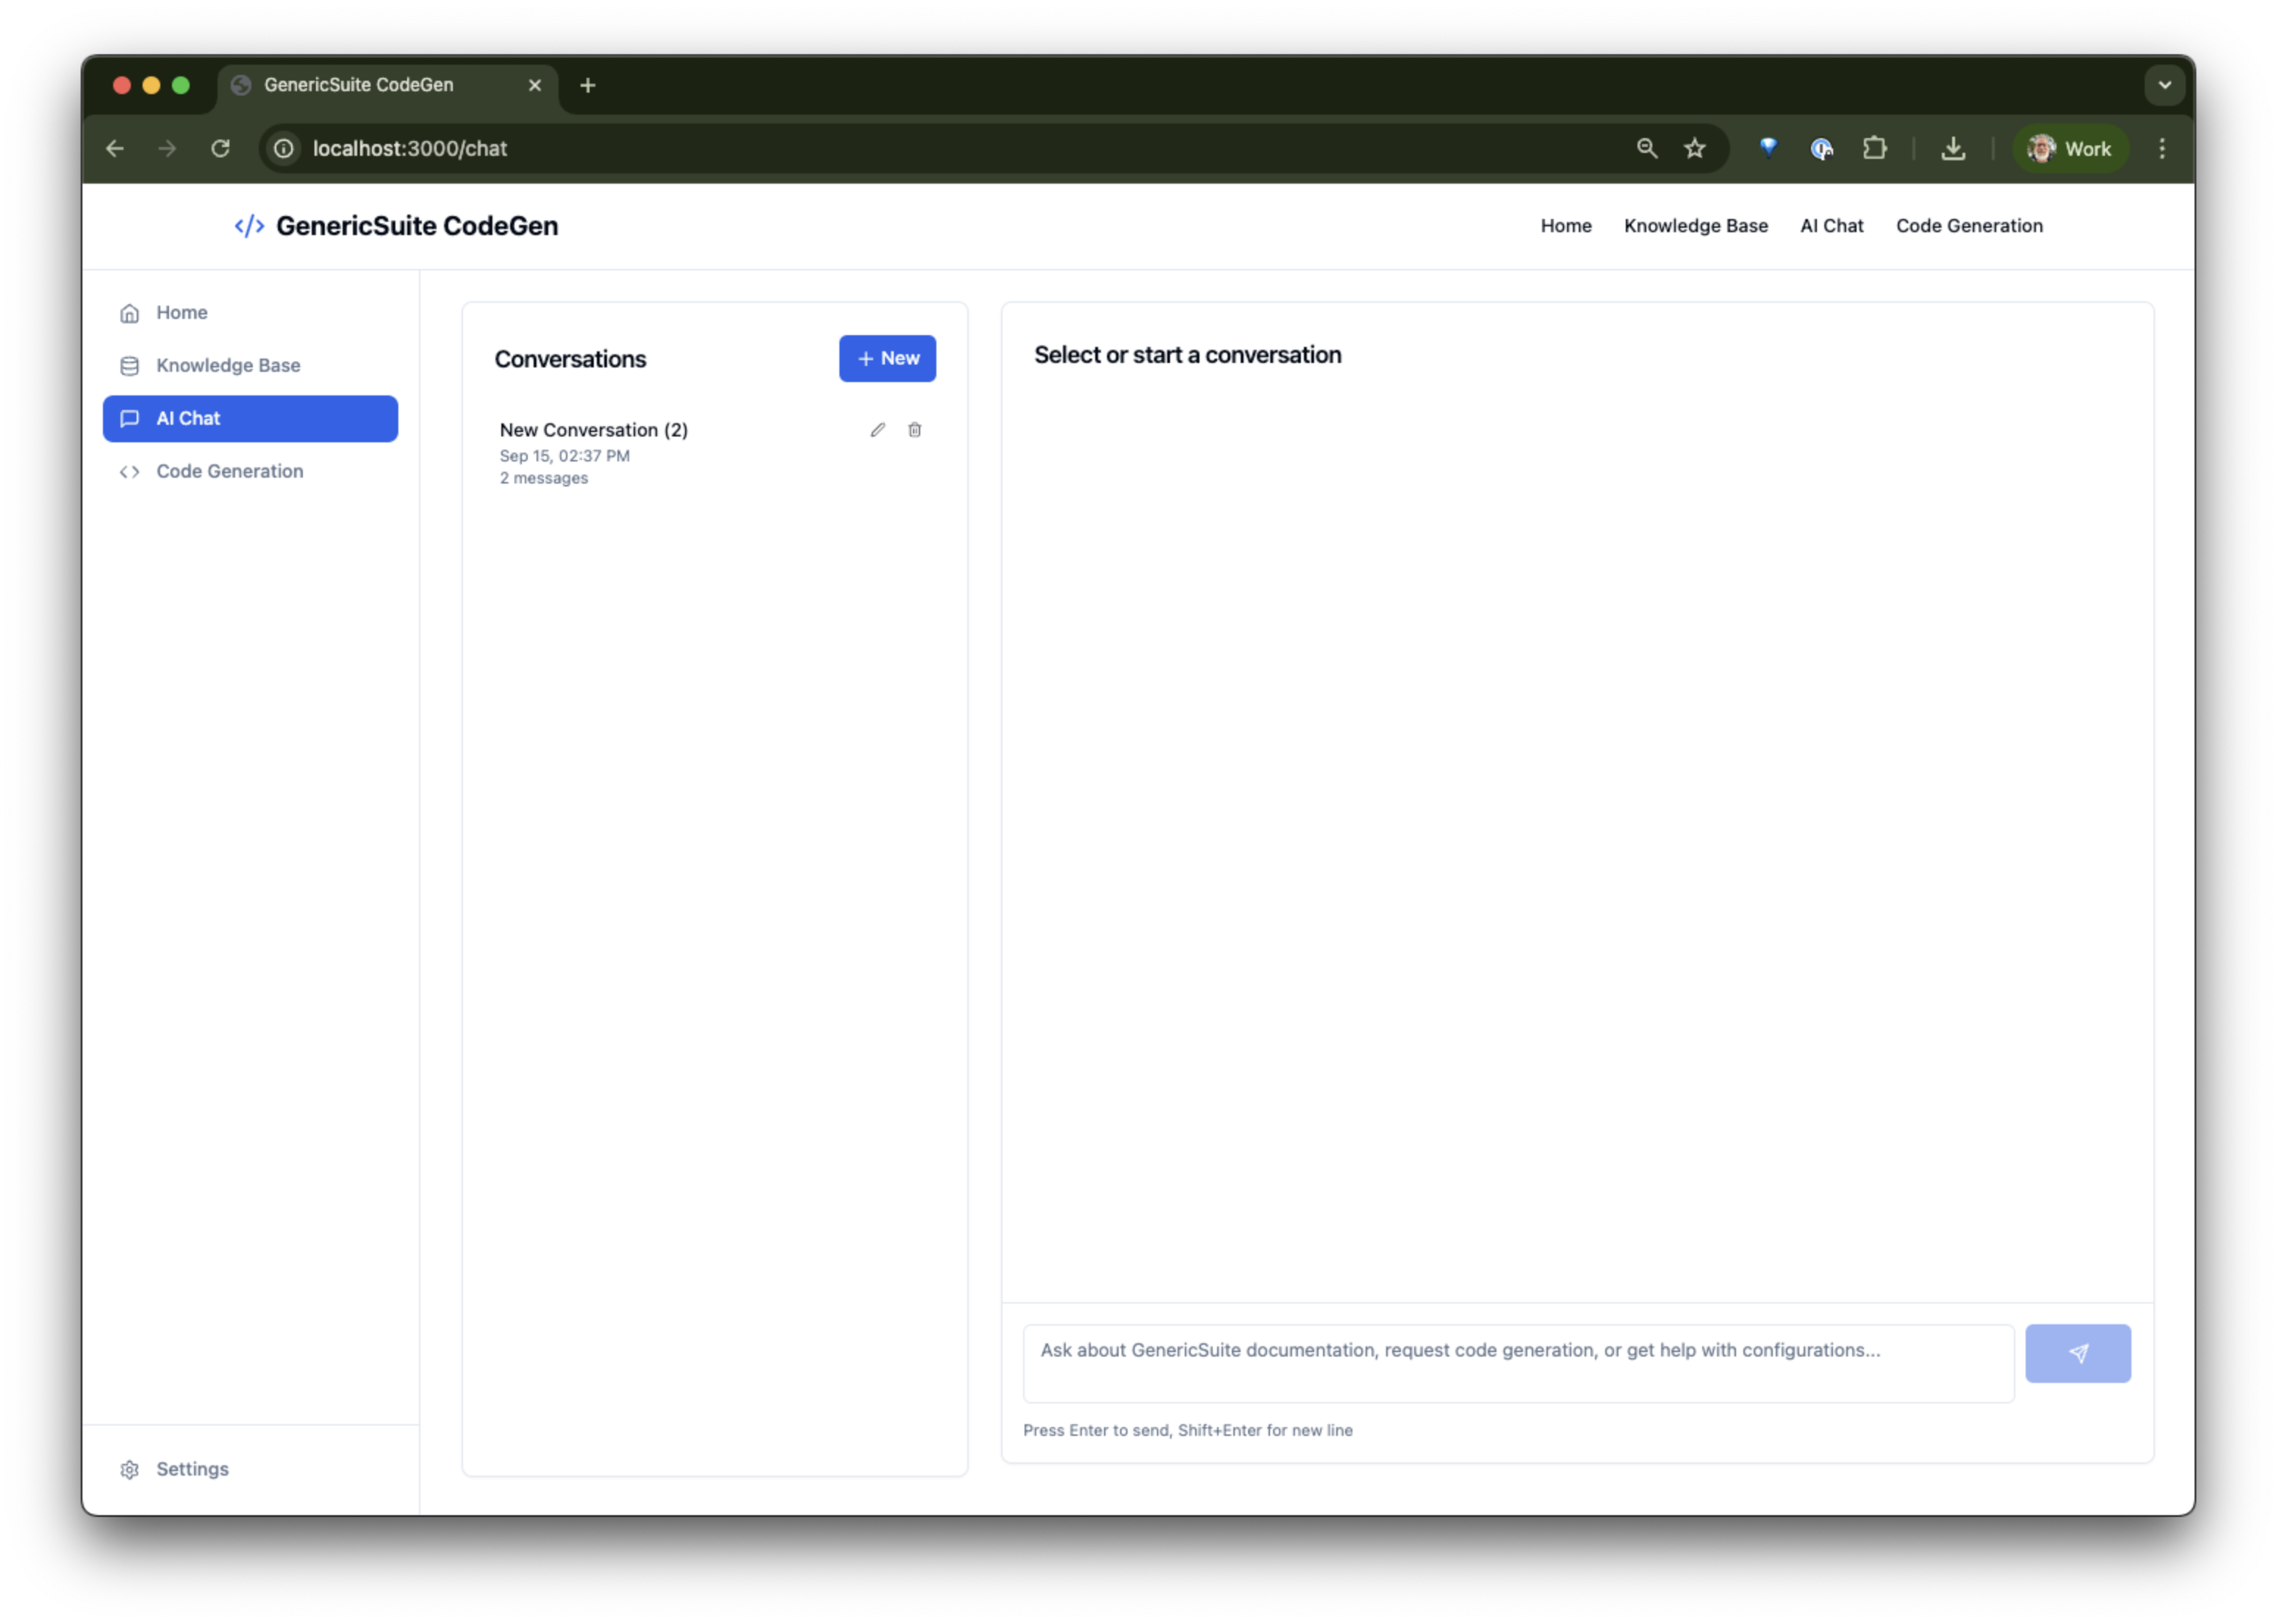 GenericSuite CodeGen
localhost:3000/chat
Work
GenericSuite CodeGen
Home
Knowledge Base
AI Chat
Code Generation
Home
Knowledge Base
AI Chat
Code Generation
Settings
Conversations
+ New
New Conversation (2)
Sep 15, 02:37 PM
2 messages
Select or start a conversation
Ask about GenericSuite documentation, request code generation, or get help with configurations...
Press Enter to send, Shift+Enter for new line